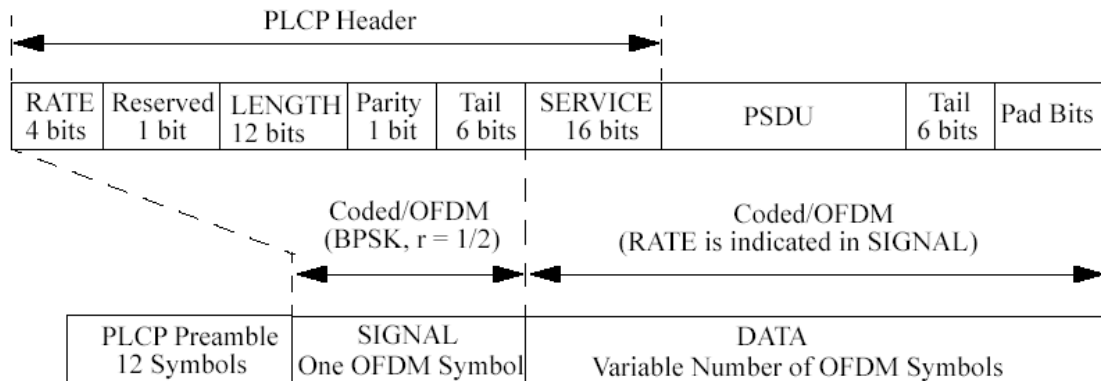 PLCP Header
RATE Reserved LENGTH Parity Tail SERVICE PSDU Tail Pad Bits
4 bits 1 bit 12 bits 1 bit 6 bits 16 bits 6 bits
Coded/OFDM Coded/OFDM
(BPSK, r = 1/2) (RATE is indicated in SIGNAL)
PLCP Preamble SIGNAL DATA
12 Symbols One OFDM Symbol Variable Number of OFDM Symbols